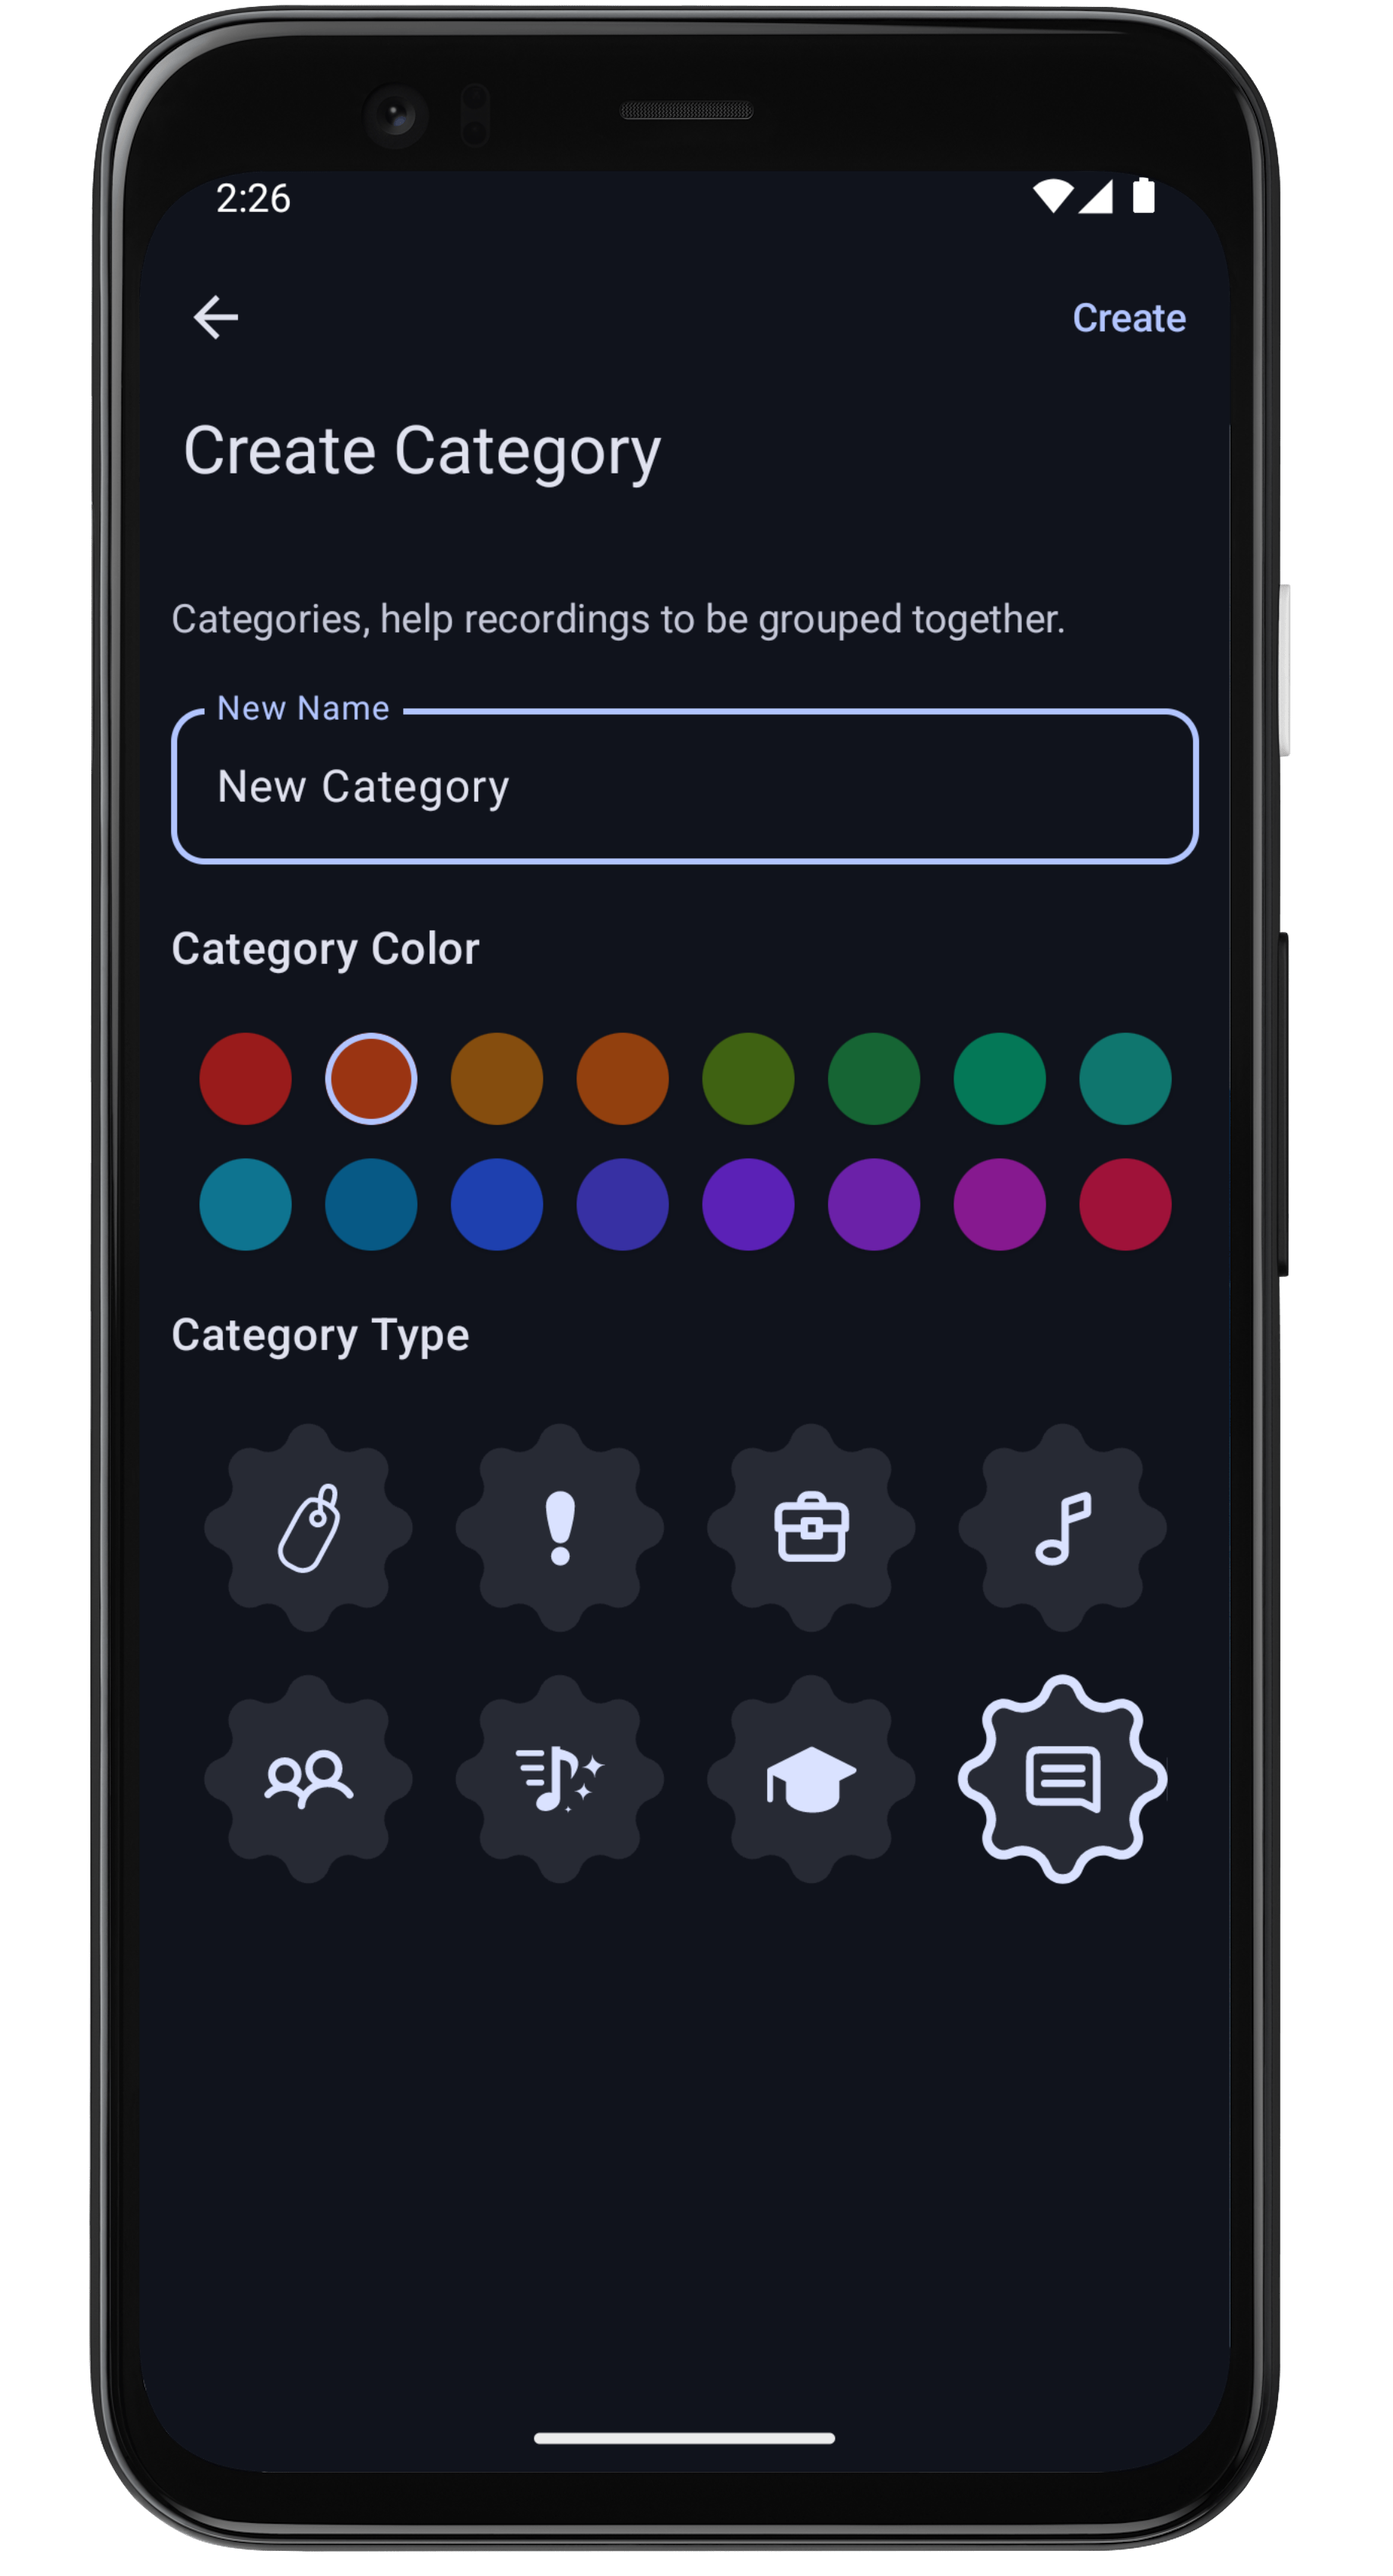 2:26
Create
Create Category
Categories, help recordings to be grouped together.
New Name
New Category
Category Color
Category Type